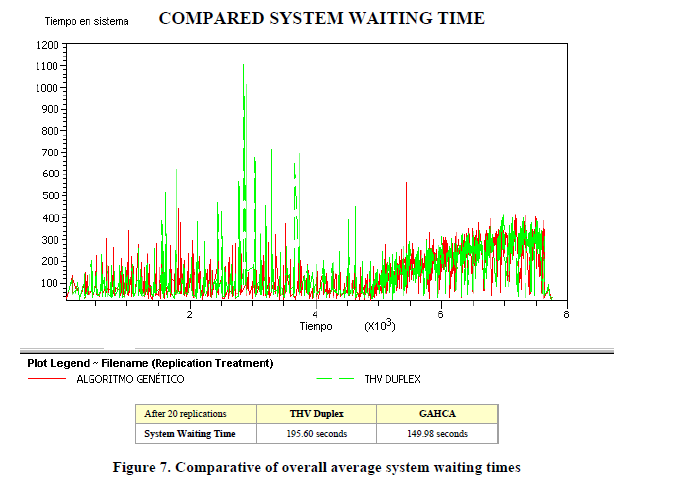 Tiempo en sistema
COMPARED SYSTEM WAITING TIME
1200
1100
1000
900
800
700
600
500
400
300
200
100
2 4 6 8
Tiempo (X10³)
Plot Legend ~ Filename (Replication Treatment)
ALGORITMO GENÉTICO THV DUPLEX
After 20 replications THV Duplex GAHCA
System Waiting Time 195.60 seconds 149.98 seconds
Figure 7. Comparative of overall average system waiting times